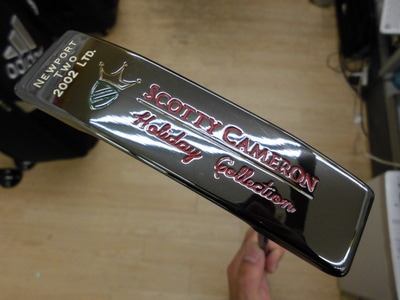 NEWPORT
TWO
2002 LTD.
SCOTTY CAMERON
Holiday Collection